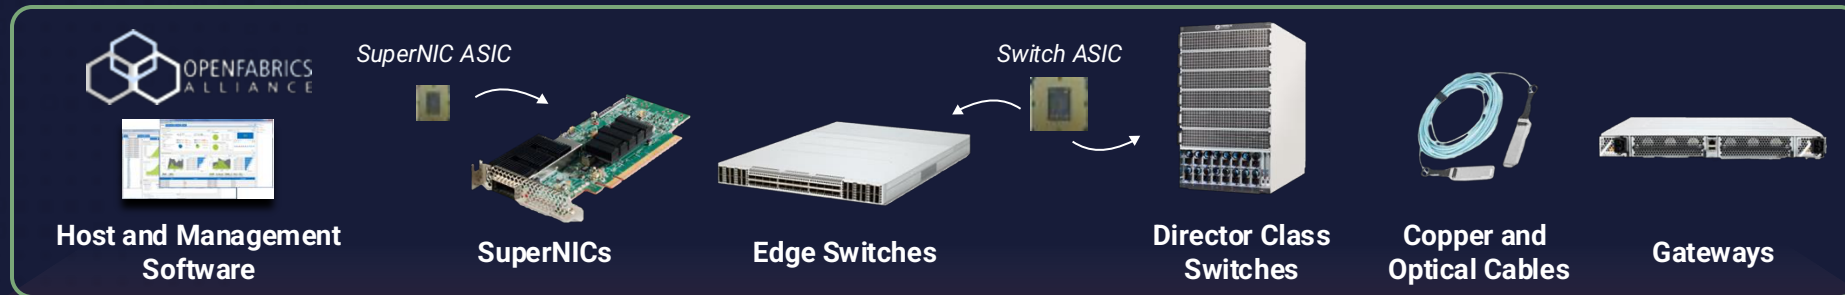 OPENFABRICS
ALLIANCE
SuperNIC ASIC
Switch ASIC
Host and Management
Software
SuperNICs
Edge Switches
Director Class
Switches
Copper and
Optical Cables
Gateways